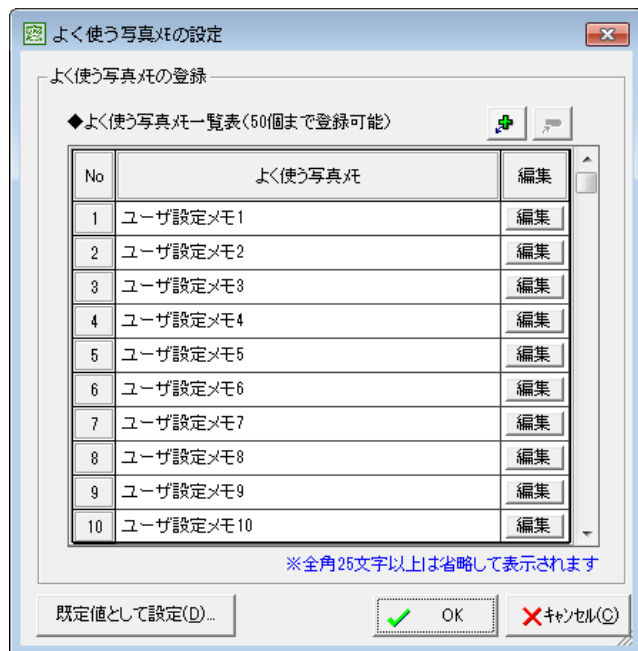 よく使う写真ﾒﾓの設定
よく使う写真ﾒﾓの登録
◆よく使う写真ﾒﾓ一覧表(50個まで登録可能)
No よく使う写真ﾒﾓ 編集
1 ユーザ設定メモ1 編集
2 ユーザ設定メモ2 編集
3 ユーザ設定メモ3 編集
4 ユーザ設定メモ4 編集
5 ユーザ設定メモ5 編集
6 ユーザ設定メモ6 編集
7 ユーザ設定メモ7 編集
8 ユーザ設定メモ8 編集
9 ユーザ設定メモ9 編集
10 ユーザ設定メモ10 編集
※全角25文字以上は省略して表示されます
既定値として設定(D)... OK ｷｬﾝｾﾙ(C)